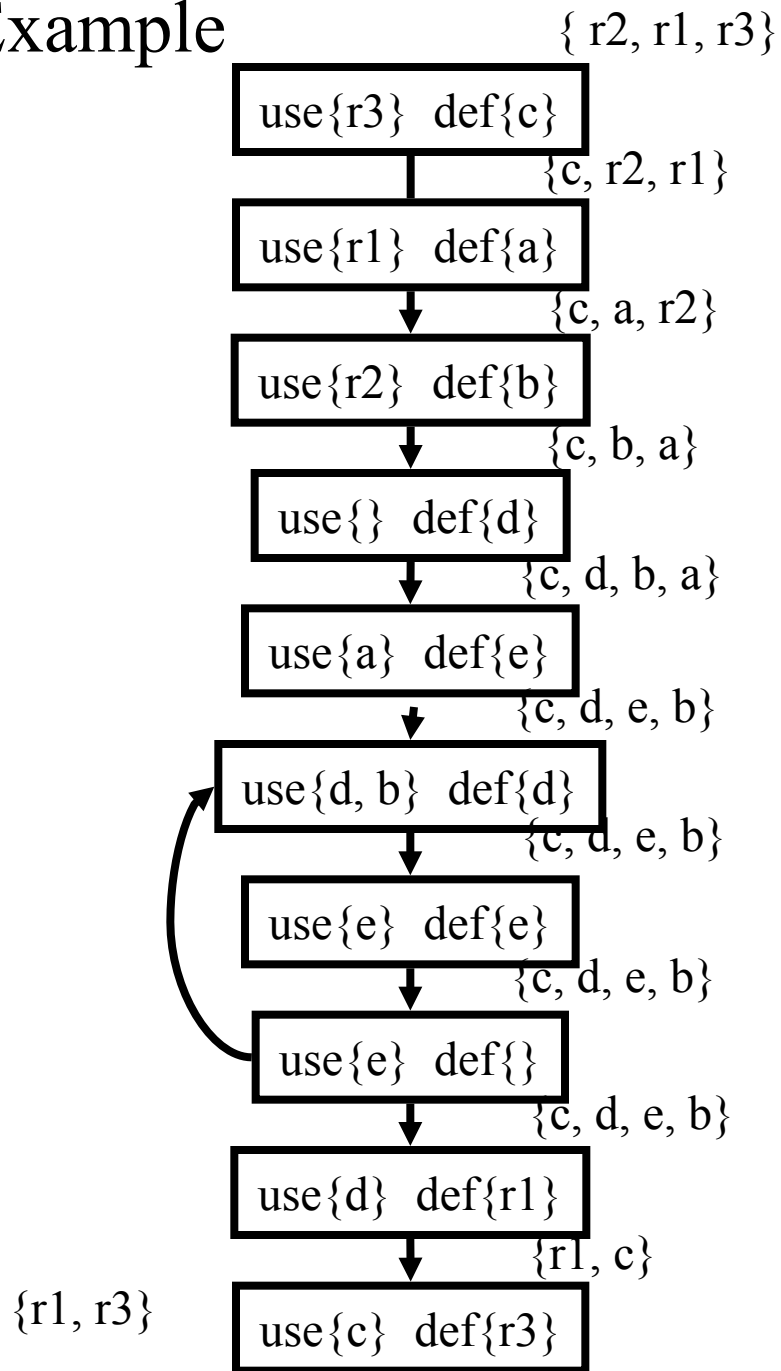 Example
{ r2, r1, r3}
use{r3} def{c}
{c, r2, r1}
use{r1} def{a}
{c, a, r2}
use{r2} def{b}
{c, b, a}
use{} def{d}
{c, d, b, a}
use{a} def{e}
{c, d, e, b}
use{d, b} def{d}
{c, d, e, b}
use{e} def{e}
{c, d, e, b}
use{e} def{}
{c, d, e, b}
use{d} def{r1}
{r1, c}
{r1, r3}
use{c} def{r3}